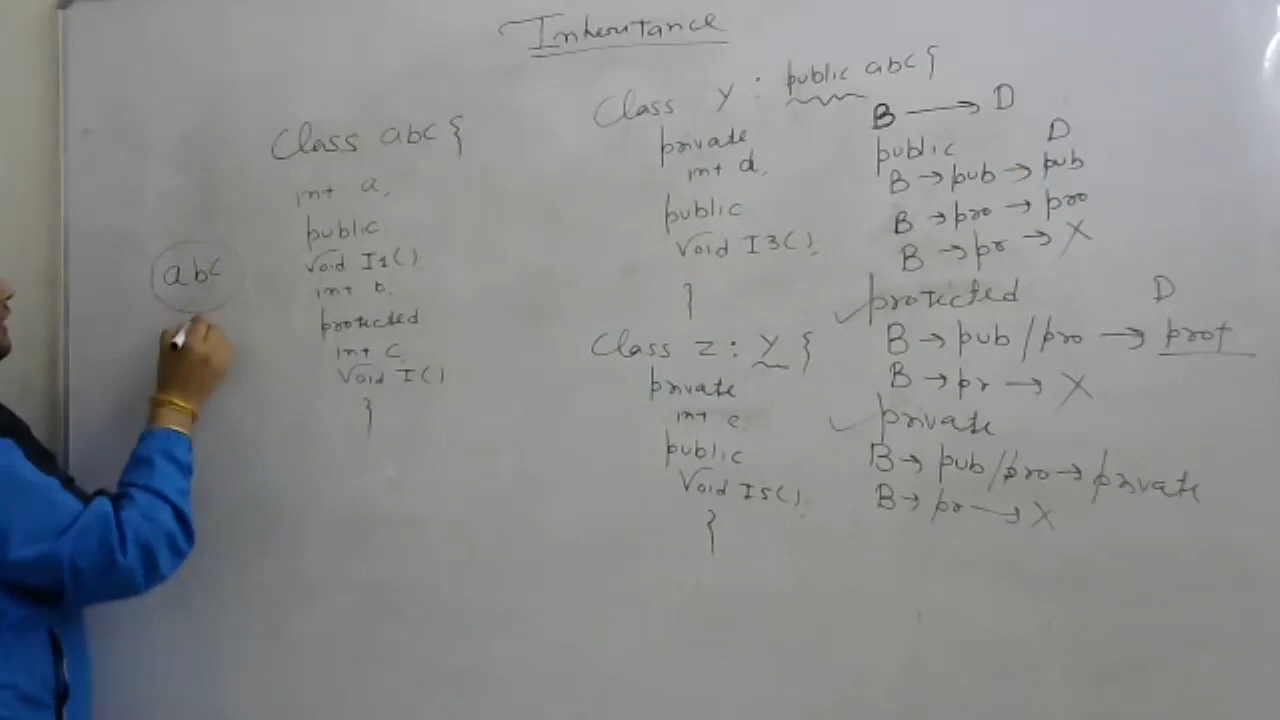 Inheritance
abc
Class abc {
int a,
public
Void I1()
int b.
protected
int c
Void I()
}
Class Y : public abc {
private
int d,
public
Void I3()
}
Class Z : Y {
private
int e
public
Void I5()
}
B → D
public D
B → pub → pub
B → pro → pro
B → pr → X
✓ protected D
B → pub / pro → prot
B → pr → X
✓ private
B → pub / pro → private
B → pr → X